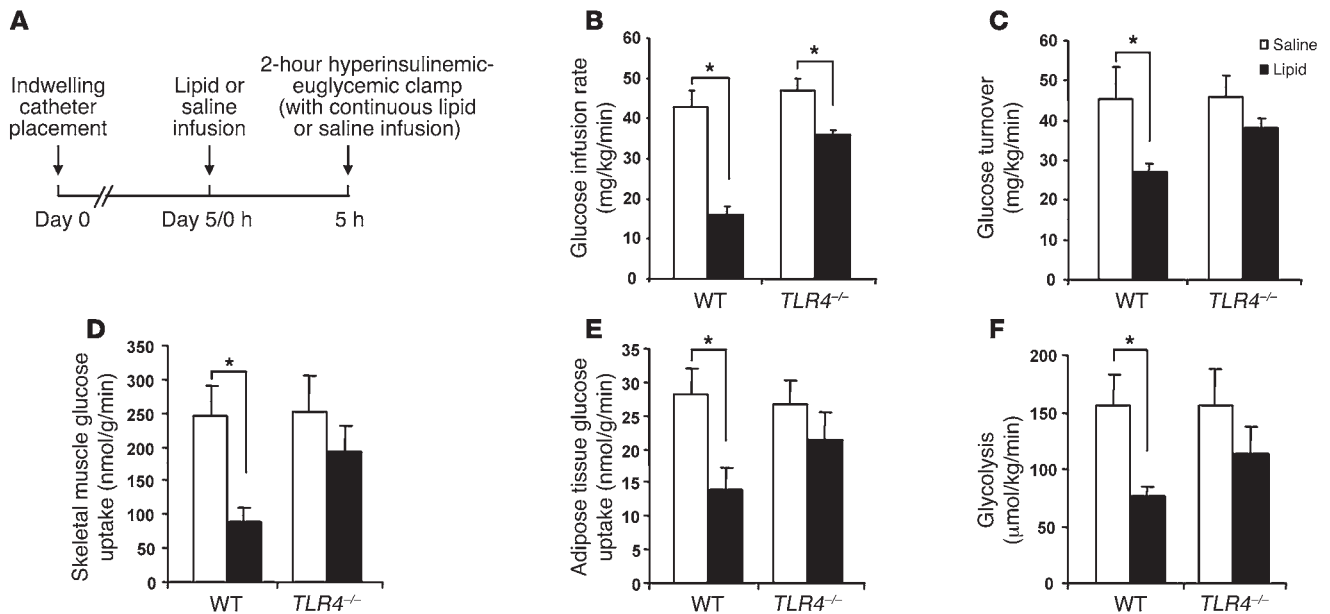 A
Indwelling
catheter
placement
Lipid or
saline
infusion
2-hour hyperinsulinemic-
euglycemic clamp
(with continuous lipid
or saline infusion)
Day 0
Day 5/0 h
5 h
B
Glucose infusion rate
(mg/kg/min)
60
50
40
30
20
10
0
*
*
WT
TLR4–/–
C
Glucose turnover
(mg/kg/min)
60
50
40
30
60
10
0
*
Saline
Lipid
WT
TLR4–/–
D
Skeletal muscle glucose
uptake (nmol/g/min)
350
300
250
200
150
100
50
0
*
WT
TLR4–/–
E
Adipose tissue glucose
uptake (nmol/g/min)
35
30
25
20
15
10
5
0
*
WT
TLR4–/–
F
Glycolysis
(μmol/kg/min)
200
150
100
50
0
*
WT
TLR4–/–